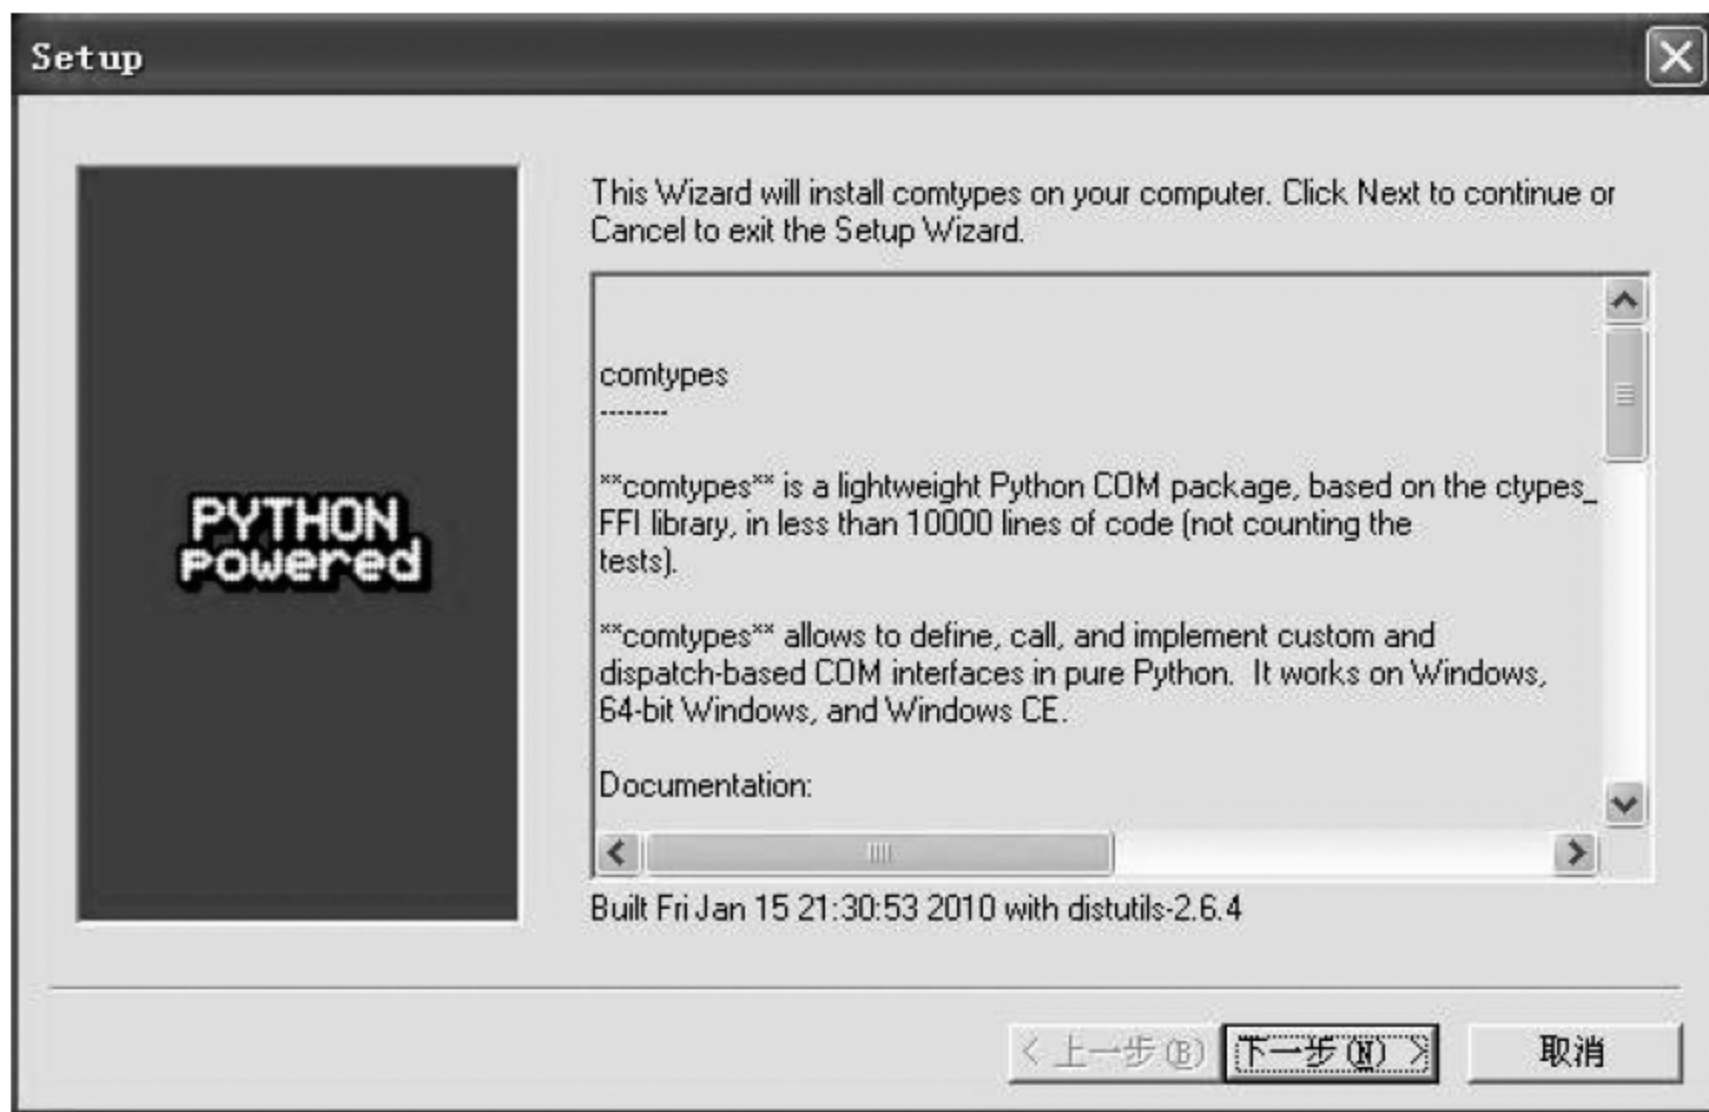 Setup
This Wizard will install comtypes on your computer. Click Next to continue or
Cancel to exit the Setup Wizard.
comtypes
--------
**comtypes** is a lightweight Python COM package, based on the ctypes_
FFI library, in less than 10000 lines of code (not counting the
tests).
**comtypes** allows to define, call, and implement custom and
dispatch-based COM interfaces in pure Python.  It works on Windows,
64-bit Windows, and Windows CE.
Documentation:
PYTHON
powered
Built Fri Jan 15 21:30:53 2010 with distutils-2.6.4
< 上一步(B)
下一步(N) >
取消